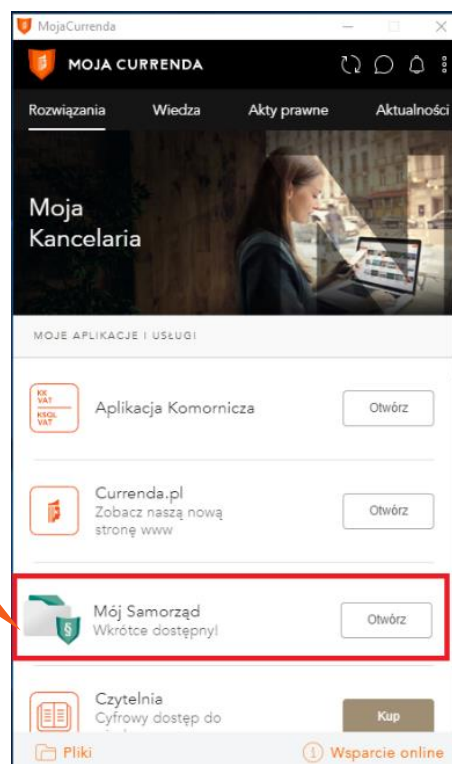 MojaCurrenda
MOJA CURRENDA
Rozwiązania Wiedza Akty prawne Aktualności
Moja
Kancelaria
MOJE APLIKACJE I USŁUGI
KK
VAT
KSGL
VAT
Aplikacja Komornicza
Otwórz
Currenda.pl
Zobacz naszą nową
stronę www
Otwórz
§
Mój Samorząd
Wkrótce dostępny!
Otwórz
Czytelnia
Cyfrowy dostęp do
Kup
Pliki
Wsparcie online